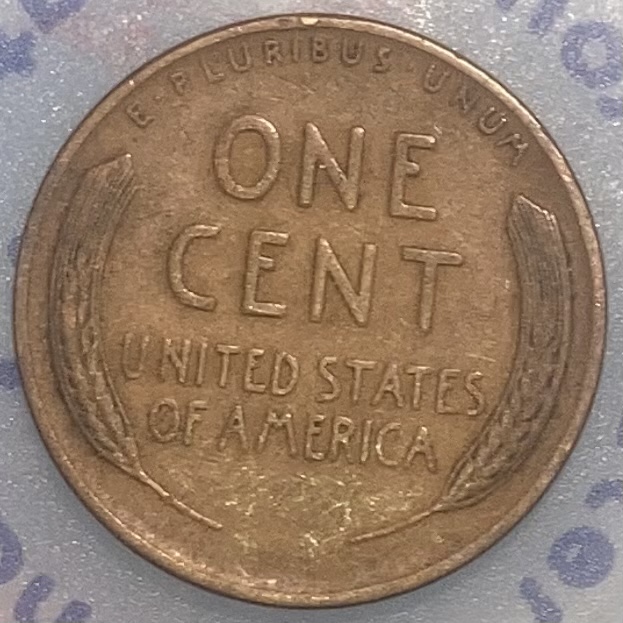 E · PLURIBUS · UNUM
ONE
CENT
UNITED STATES
OF AMERICA